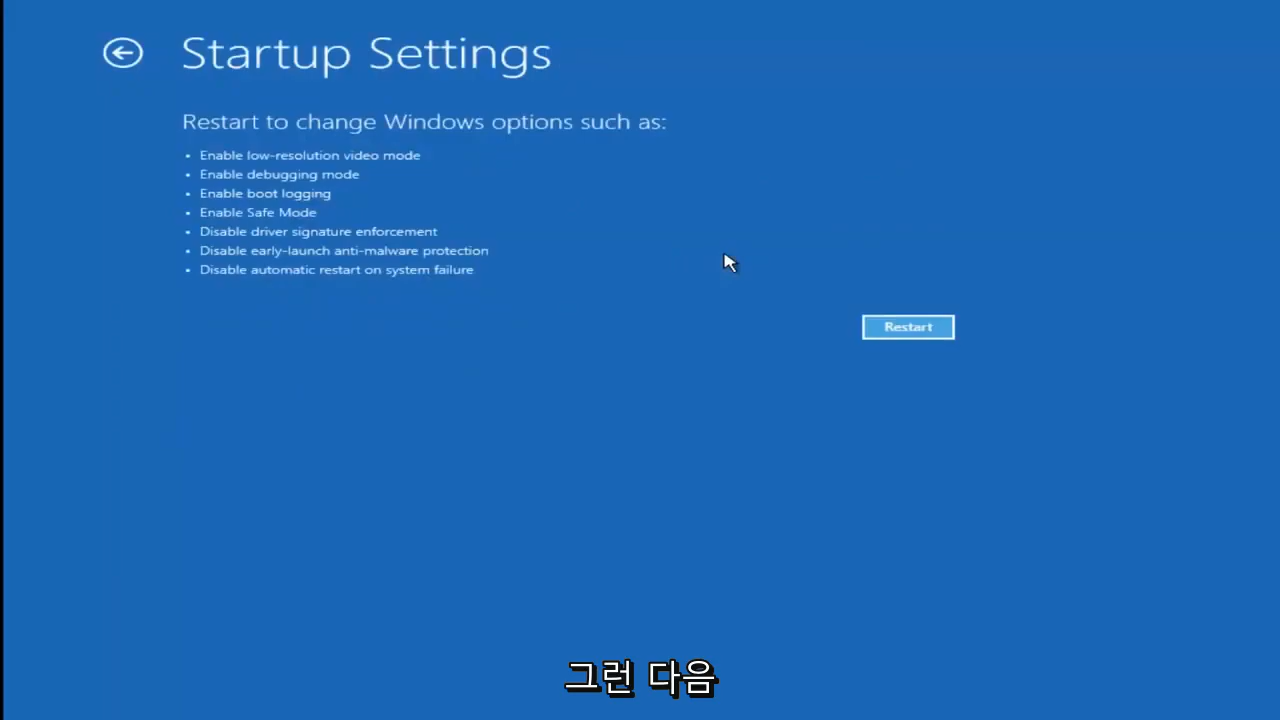 Startup Settings
Restart to change Windows options such as:
• Enable low-resolution video mode
• Enable debugging mode
• Enable boot logging
• Enable Safe Mode
• Disable driver signature enforcement
• Disable early-launch anti-malware protection
• Disable automatic restart on system failure
Restart
그런 다음